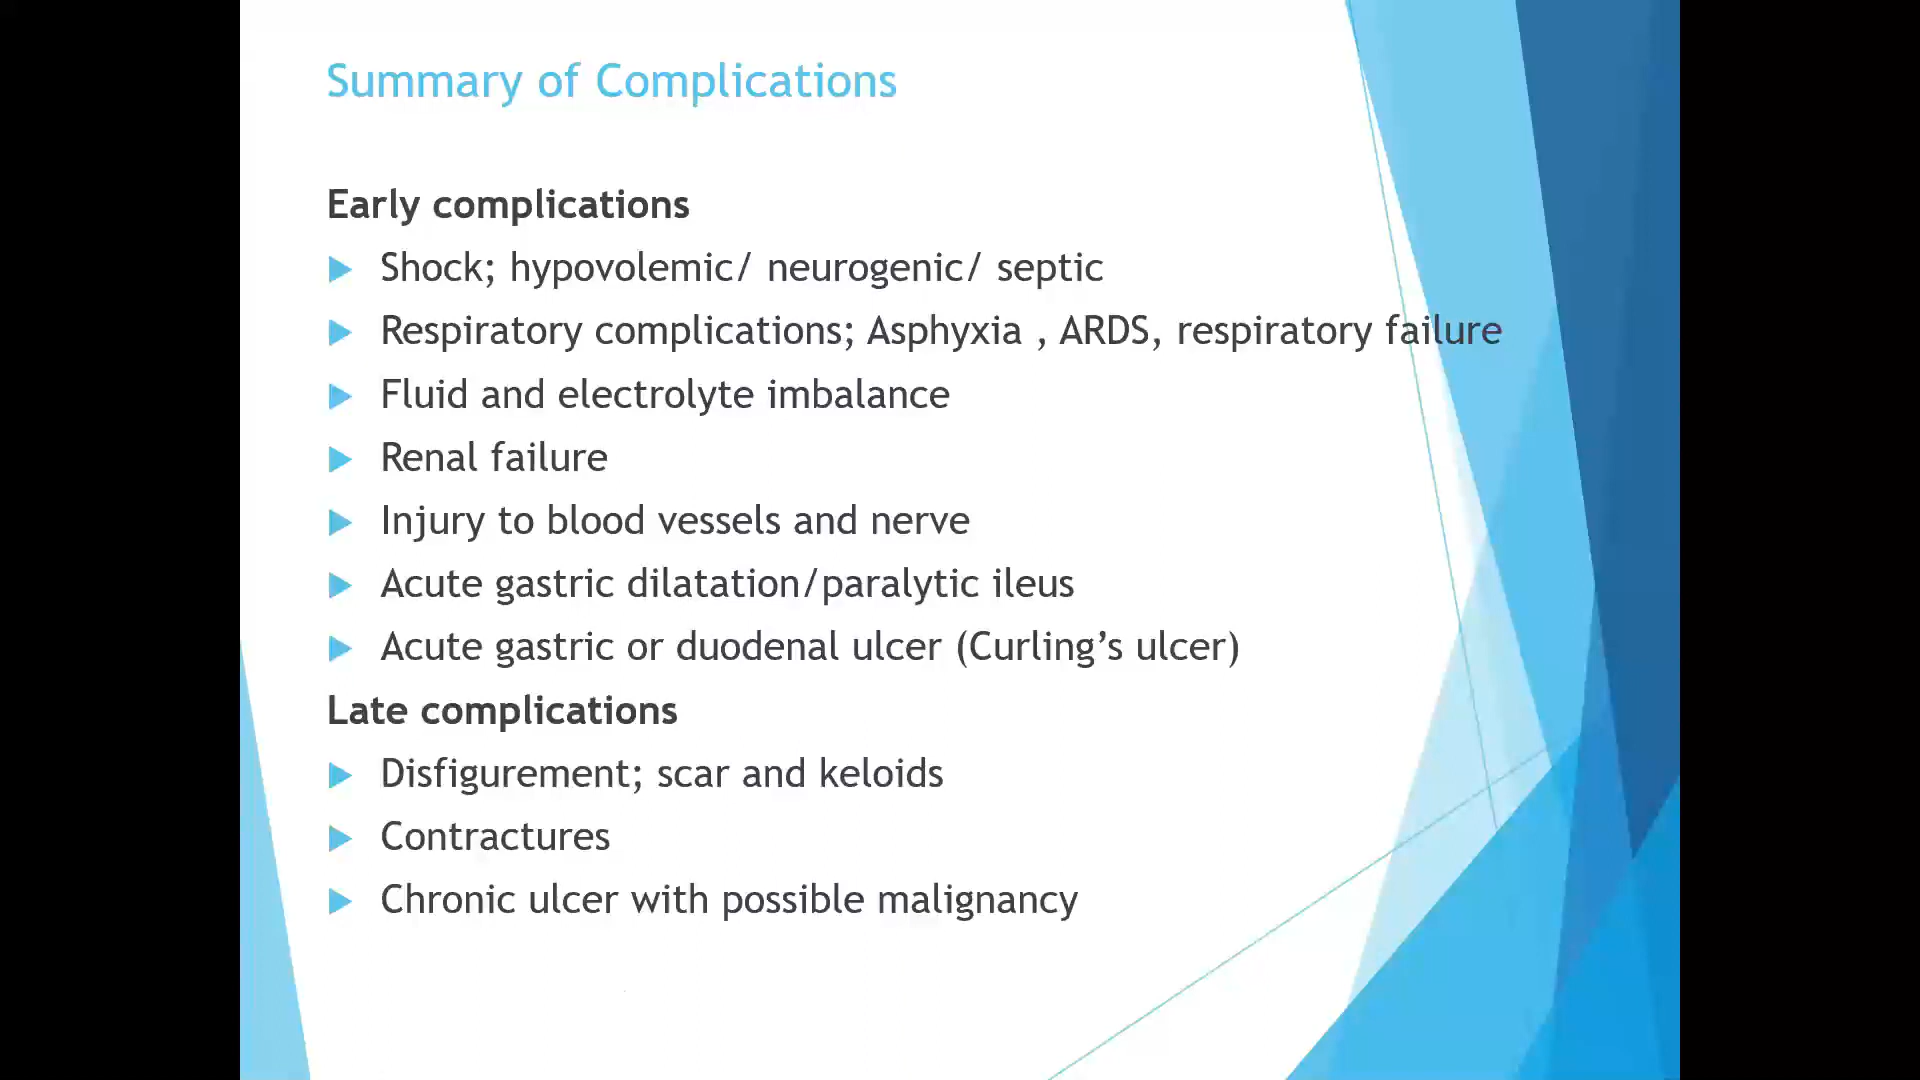 Summary of Complications
Early complications
Shock; hypovolemic/ neurogenic/ septic
Respiratory complications; Asphyxia , ARDS, respiratory failure
Fluid and electrolyte imbalance
Renal failure
Injury to blood vessels and nerve
Acute gastric dilatation/paralytic ileus
Acute gastric or duodenal ulcer (Curling’s ulcer)
Late complications
Disfigurement; scar and keloids
Contractures
Chronic ulcer with possible malignancy